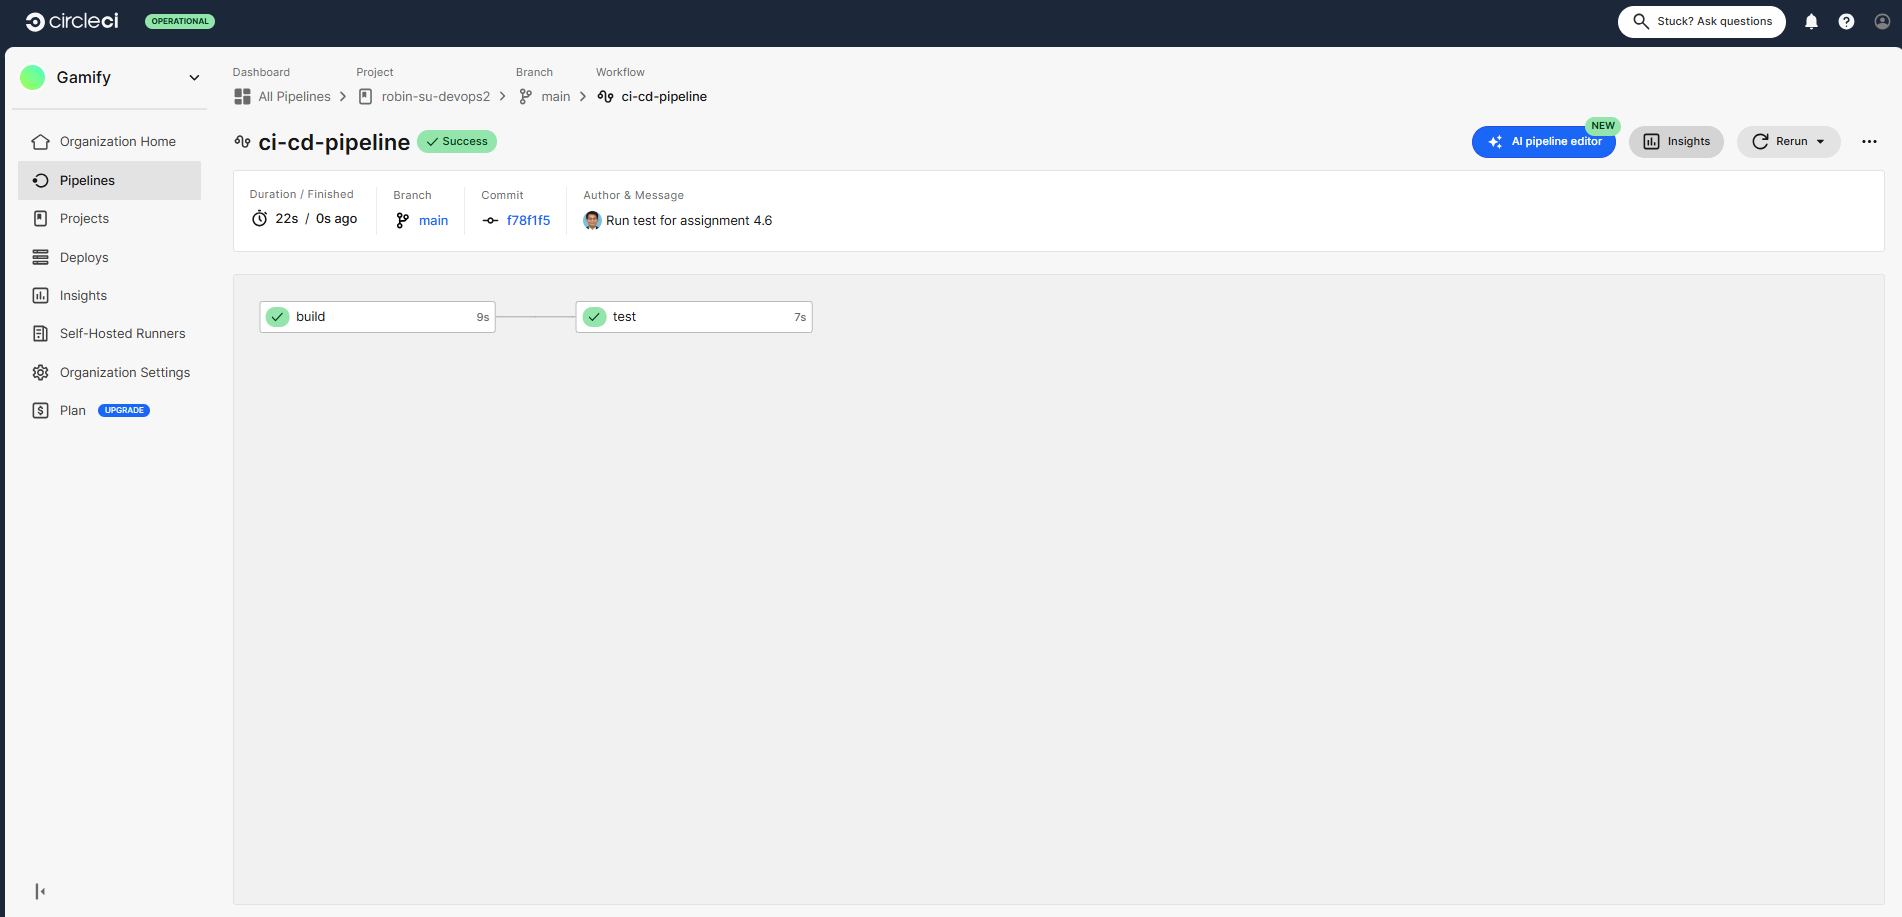 circleci OPERATIONAL Stuck? Ask questions
Gamify
Organization Home
Pipelines
Projects
Deploys
Insights
Self-Hosted Runners
Organization Settings
Plan UPGRADE
Dashboard Project Branch Workflow
All Pipelines robin-su-devops2 main ci-cd-pipeline
ci-cd-pipeline Success
NEW
AI pipeline editor Insights Rerun
Duration / Finished Branch Commit Author & Message
22s / 0s ago main f78f1f5 Run test for assignment 4.6
build 9s test 7s